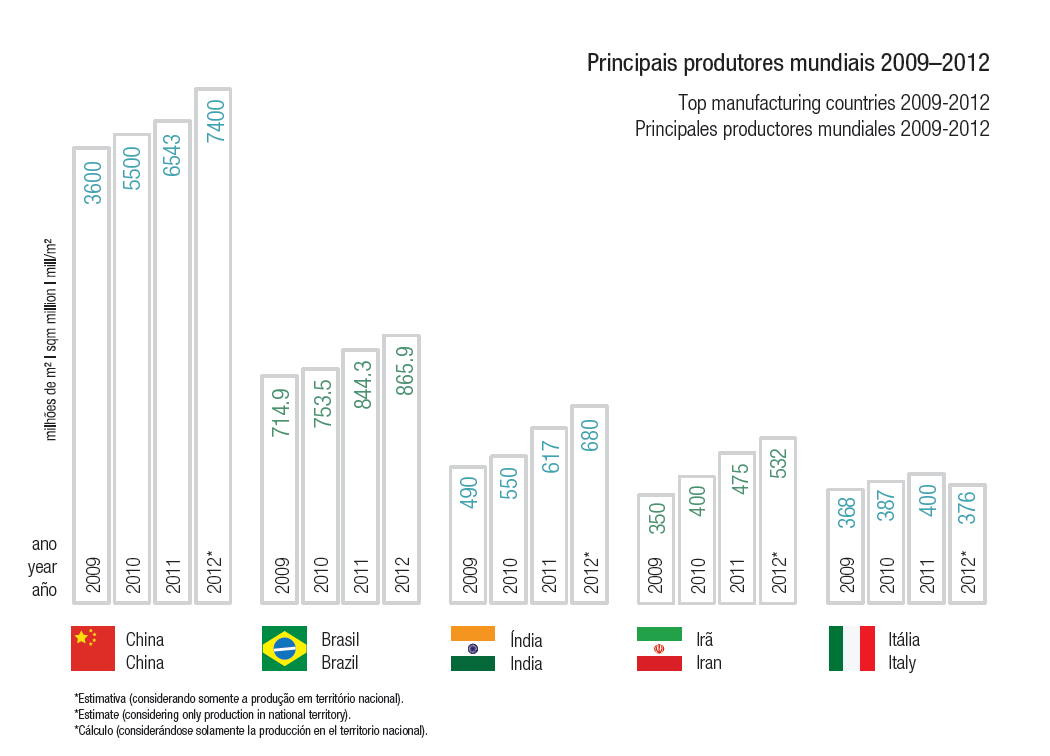 Principais produtores mundiais 2009–2012
Top manufacturing countries 2009-2012
Principales productores mundiales 2009-2012
milhões de m² I sqm million I mill/m²
3600
5500
6543
7400
714.9
753.5
844.3
865.9
490
550
617
680
350
400
475
532
368
387
400
376
ano
year
año
2009
2010
2011
2012*
2009
2010
2011
2012
2009
2010
2011
2012*
2009
2010
2011
2012*
2009
2010
2011
2012*
China
China
Brasil
Brazil
Índia
India
Irã
Iran
Itália
Italy
*Estimativa (considerando somente a produção em território nacional).
*Estimate (considering only production in national territory).
*Cálculo (considerándose solamente la producción en el territorio nacional).